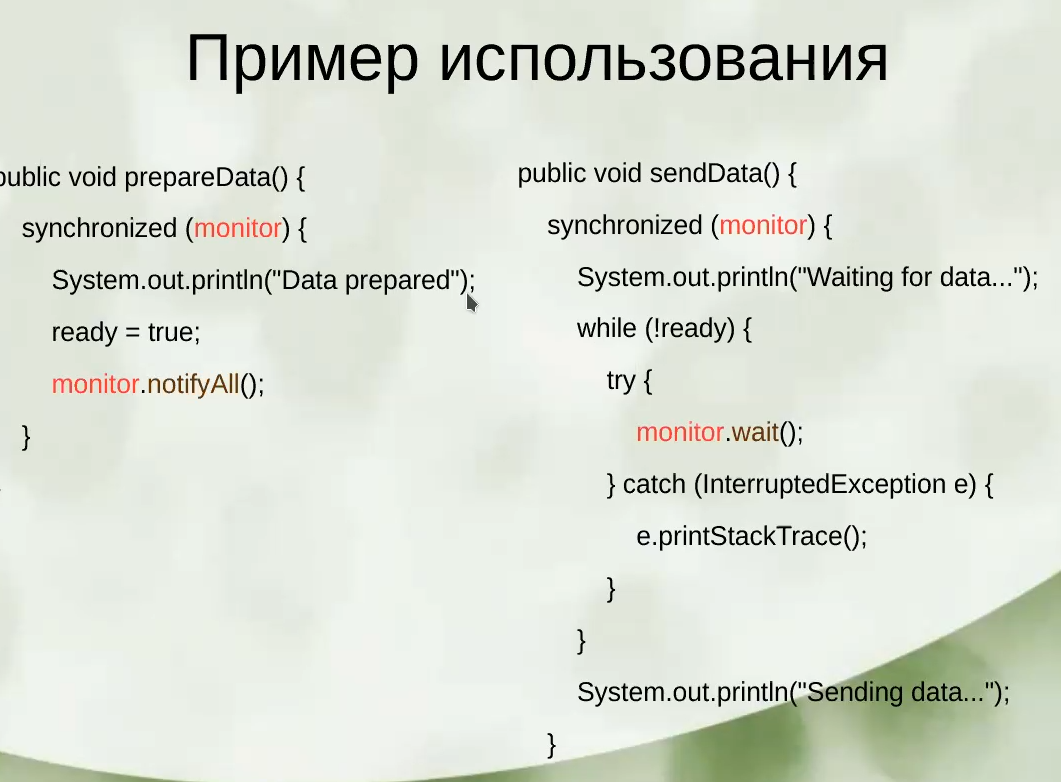 Пример использования
public void prepareData() {
synchronized (monitor) {
System.out.println("Data prepared");
ready = true;
monitor.notifyAll();
}
public void sendData() {
synchronized (monitor) {
System.out.println("Waiting for data...");
while (!ready) {
try {
monitor.wait();
} catch (InterruptedException e) {
e.printStackTrace();
}
}
System.out.println("Sending data...");
}